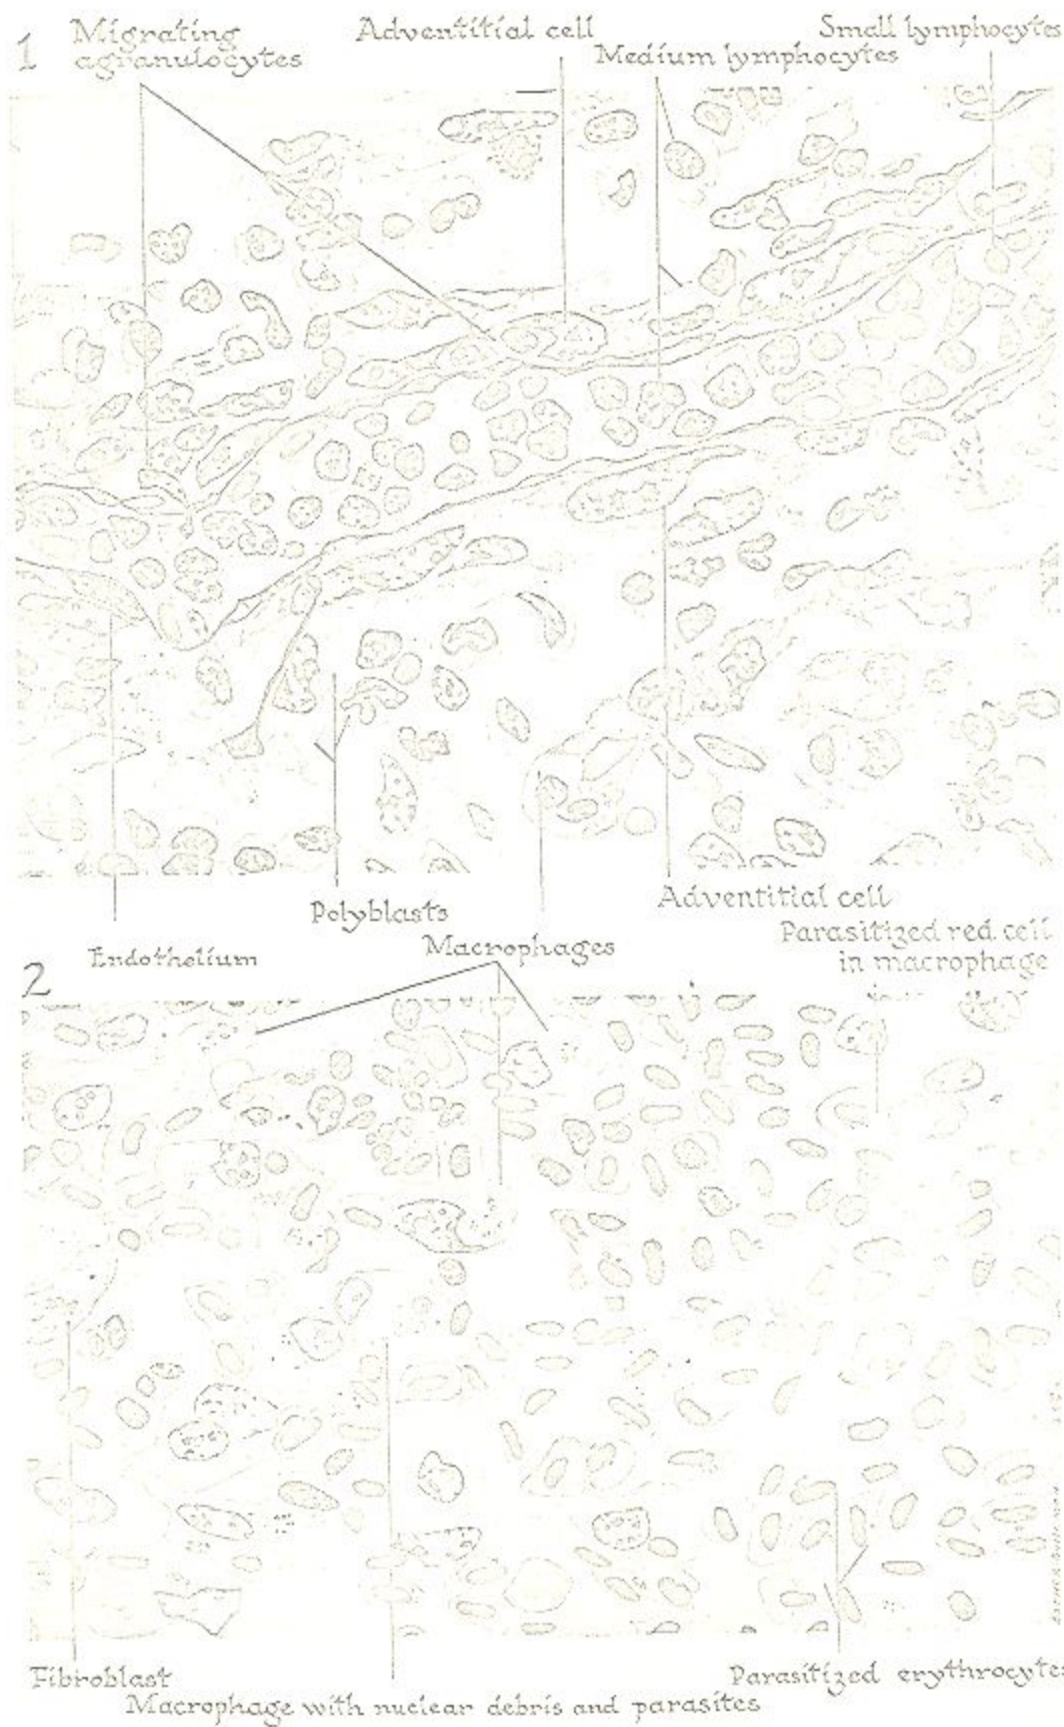 1
Migrating
agranulocytes
Adventitial cell
Medium lymphocytes
Small lymphocytes
Polyblasts
Adventitial cell
Endothelium
Macrophages
Parasitized red cell
in macrophage
2
Fibroblast
Macrophage with nuclear debris and parasites
Parasitized erythrocytes